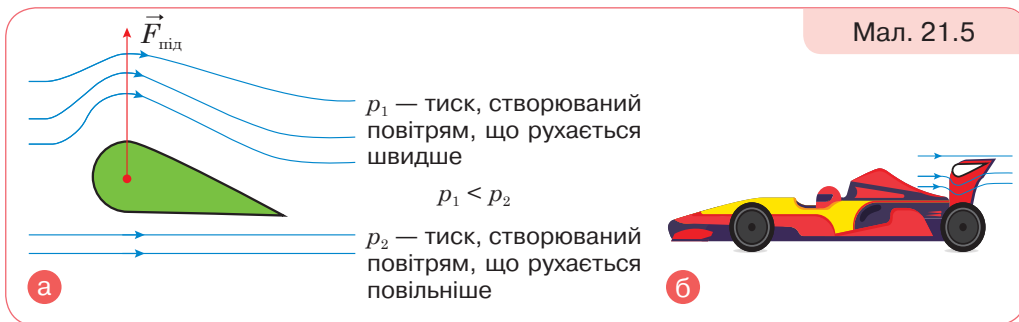 Мал. 21.5
F⃗під
p₁ — тиск, створюваний
повітрям, що рухається
швидше
p₁ < p₂
p₂ — тиск, створюваний
повітрям, що рухається
повільніше
а
б